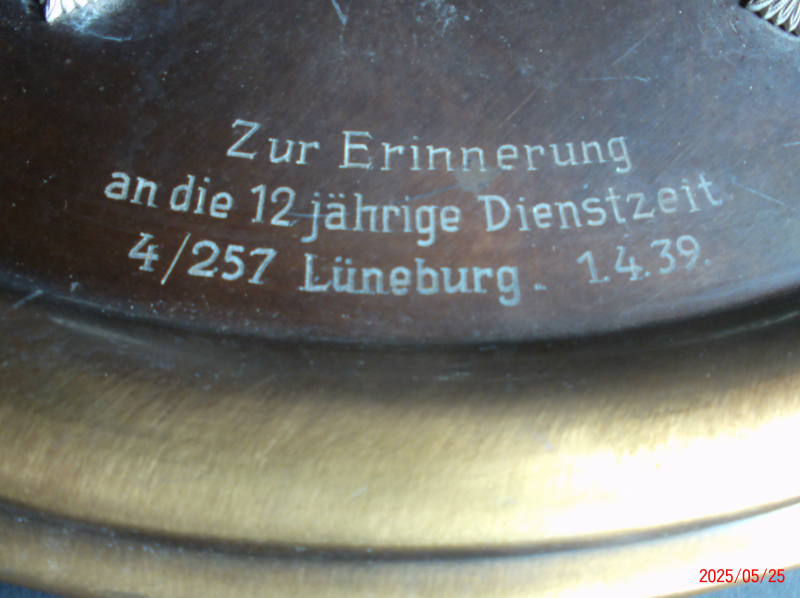 Zur Erinnerung
an die 12 jährige Dienstzeit
4/257 Lüneburg. 1.4.39.
2025/05/25